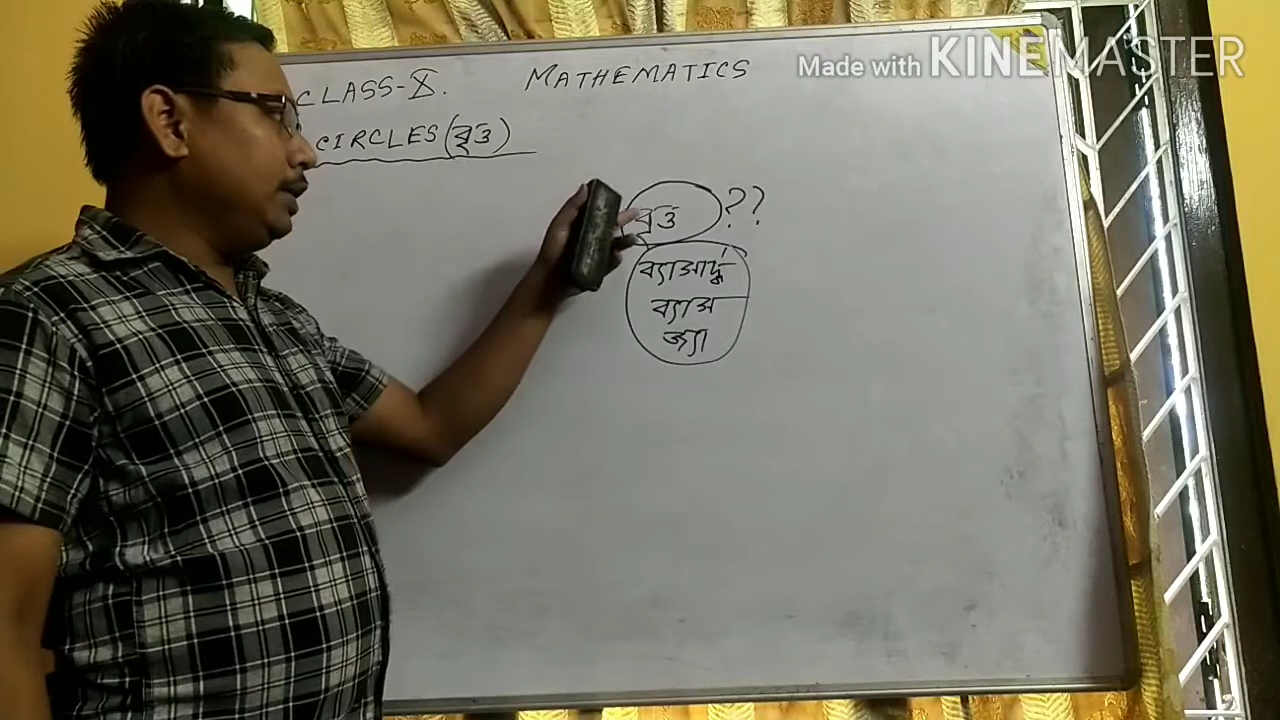 Made with KINEMASTER
CLASS-X. MATHEMATICS
CIRCLES (বৃত্ত)
বৃত্ত ??
ব্যাসার্দ্ধ
ব্যাস
জ্যা